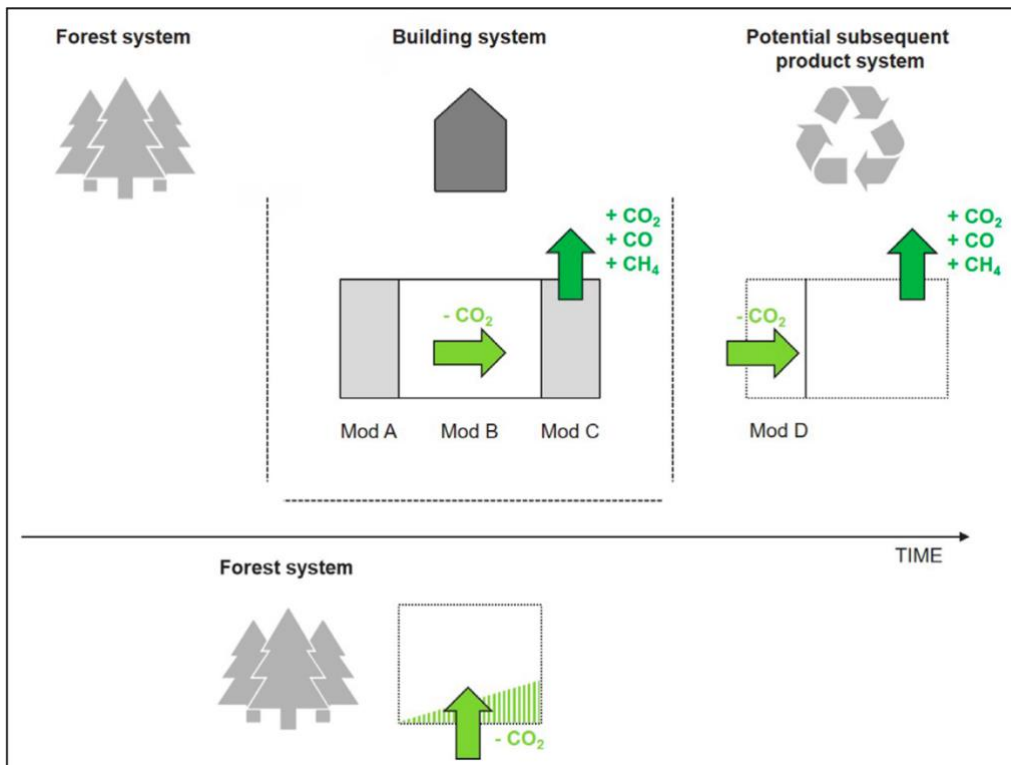 Forest system
Building system
Potential subsequent
product system
+ CO₂
+ CO
+ CH₄
+ CO₂
+ CO
+ CH₄
- CO₂
- CO₂
Mod A
Mod B
Mod C
Mod D
TIME
Forest system
- CO₂